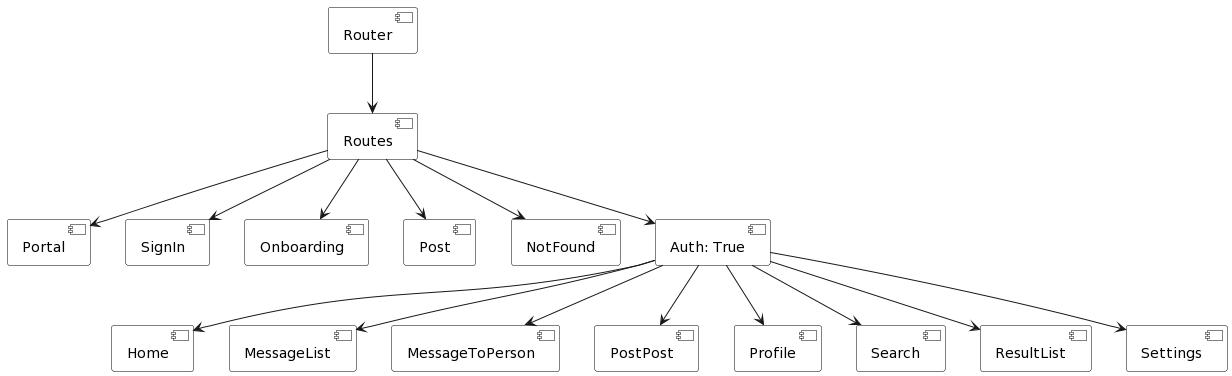 Router
Routes
Portal
SignIn
Onboarding
Post
NotFound
Auth: True
Home
MessageList
MessageToPerson
PostPost
Profile
Search
ResultList
Settings